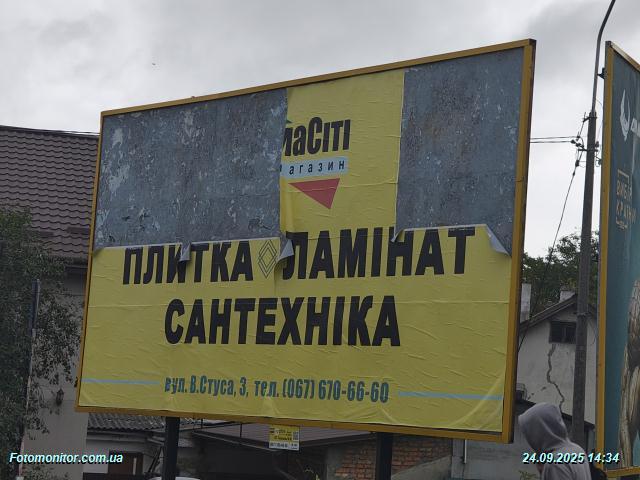 маСіті
магазин
ПЛИТКА ЛАМІНАТ
САНТЕХНІКА
вул. В.Стуса, 3, тел. (067) 670-66-60
Fotomonitor.com.ua
24.09.2025 14:34